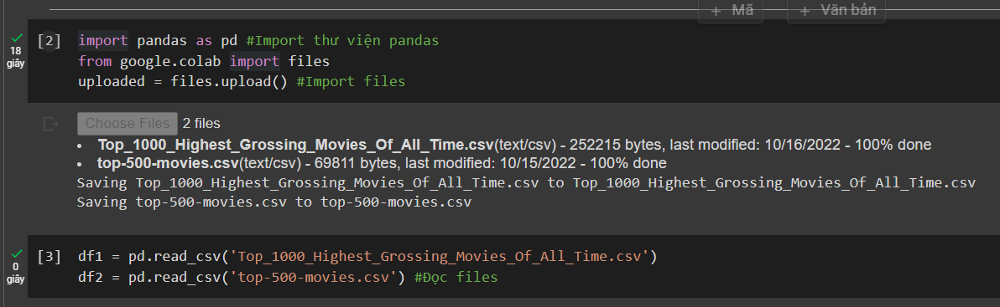 + Mã + Văn bản
18
giây
[2] import pandas as pd #Import thư viện pandas
from google.colab import files
uploaded = files.upload() #Import files
Choose Files 2 files
• Top_1000_Highest_Grossing_Movies_Of_All_Time.csv(text/csv) - 252215 bytes, last modified: 10/16/2022 - 100% done
• top-500-movies.csv(text/csv) - 69811 bytes, last modified: 10/15/2022 - 100% done
Saving Top_1000_Highest_Grossing_Movies_Of_All_Time.csv to Top_1000_Highest_Grossing_Movies_Of_All_Time.csv
Saving top-500-movies.csv to top-500-movies.csv
0
giây
[3] df1 = pd.read_csv('Top_1000_Highest_Grossing_Movies_Of_All_Time.csv')
df2 = pd.read_csv('top-500-movies.csv') #Đọc files